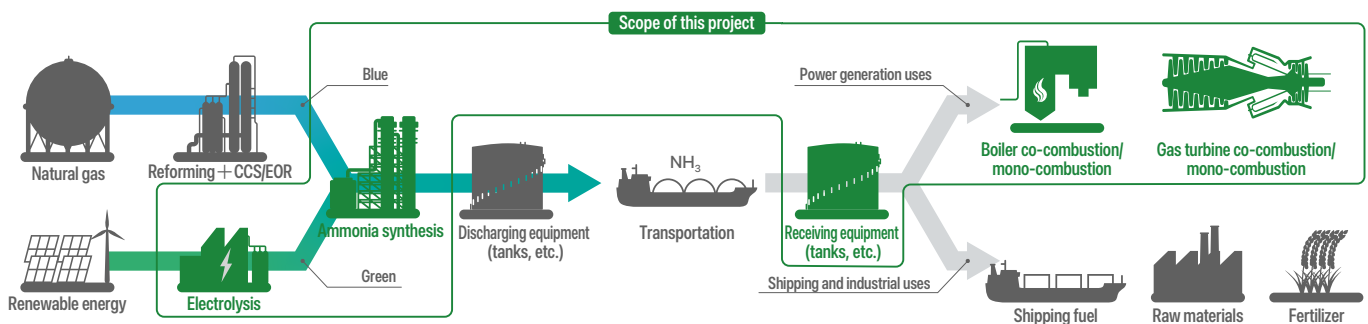 Scope of this project
Blue
Power generation uses
Natural gas
Reforming+CCS/EOR
NH₃
Boiler co-combustion/
mono-combustion
Gas turbine co-combustion/
mono-combustion
Ammonia synthesis
Discharging equipment
(tanks, etc.)
Transportation
Receiving equipment
(tanks, etc.)
Green
Shipping and industrial uses
Renewable energy
Electrolysis
Shipping fuel
Raw materials
Fertilizer